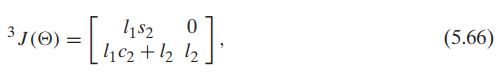 ³J(Θ) = [ l₁s₂ 0
l₁c₂ + l₂ l₂ ], (5.66)